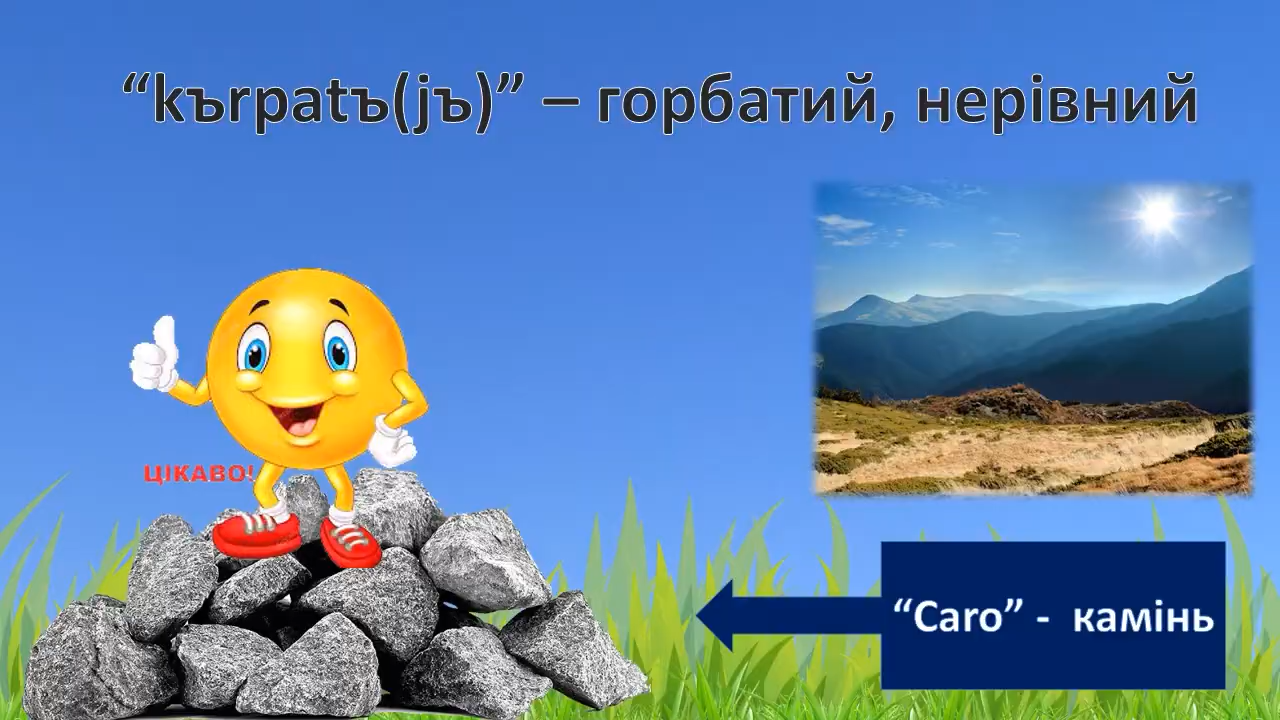 “kъrpatъ(jъ)” – горбатий, нерівний
ЦІКАВО!
“Caro” -  камінь